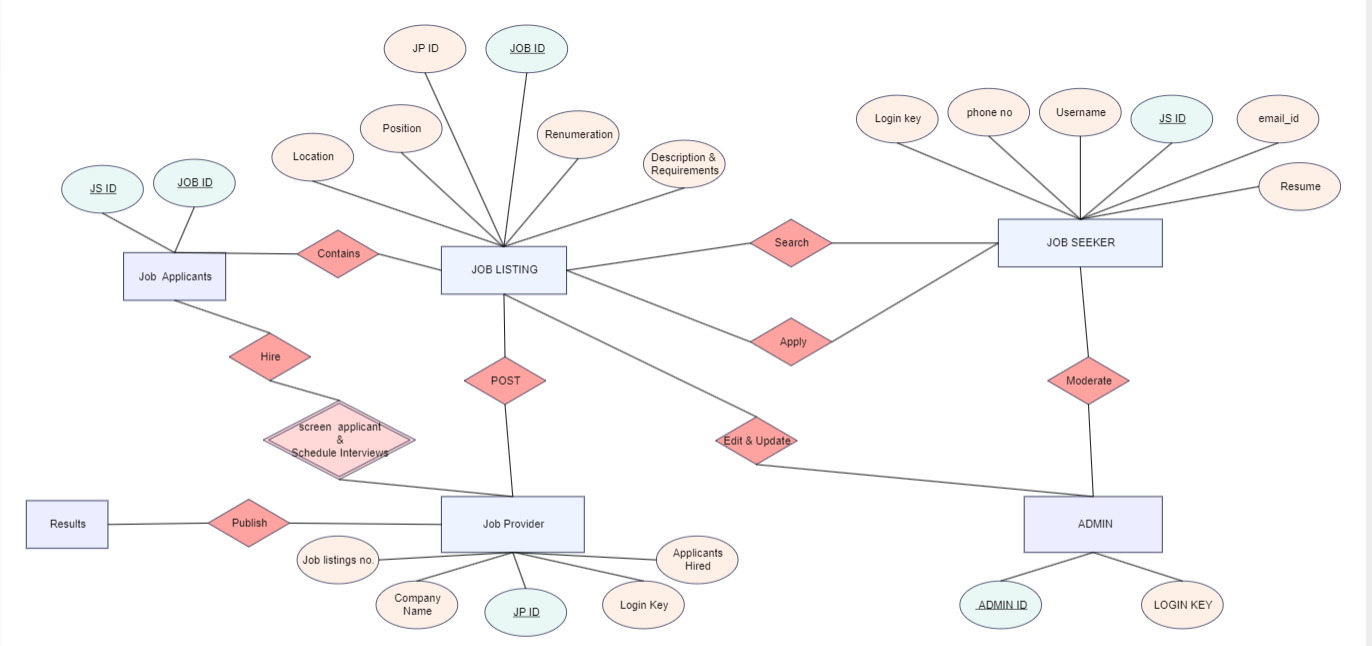 JP ID
JOB ID
Position
Renumeration
Location
Description &
Requirements
Login key
phone no
Username
JS ID
email_id
Resume
JS ID
JOB ID
Job Applicants
Contains
JOB LISTING
Search
JOB SEEKER
Apply
Hire
POST
Moderate
screen applicant
&
Schedule Interviews
Edit & Update
Results
Publish
Job Provider
ADMIN
Job listings no.
Applicants
Hired
Company
Name
JP ID
Login Key
ADMIN ID
LOGIN KEY